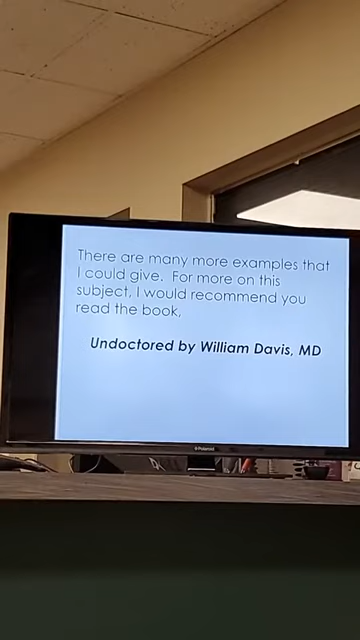 There are many more examples that
I could give.  For more on this
subject, I would recommend you
read the book,
Undoctored by William Davis, MD
Polaroid